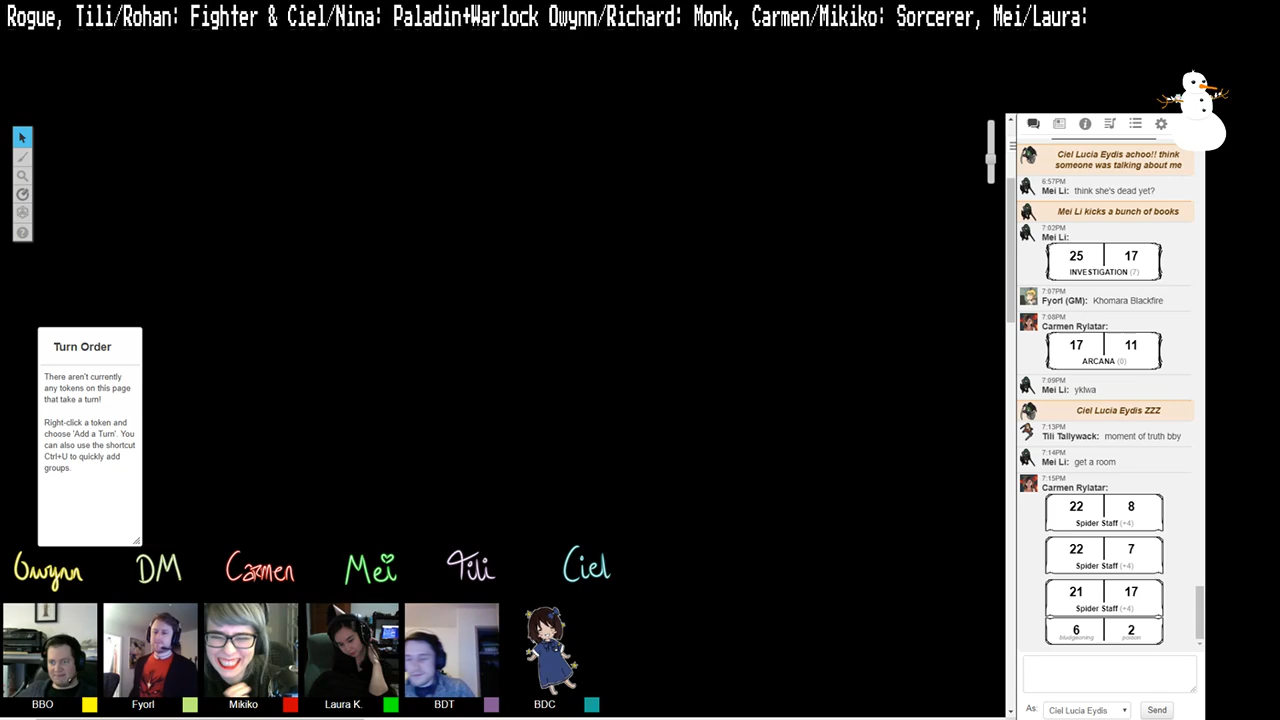 Rogue, Tili/Rohan: Fighter & Ciel/Nina: Paladin+Warlock Owynn/Richard: Monk, Carmen/Mikiko: Sorcerer, Mei/Laura:
Ciel Lucia Eydis achoo!! think
someone was talking about me
6:57PM
Mei Li: think she's dead yet?
Mei Li kicks a bunch of books
7:02PM
Mei Li:
25 17
INVESTIGATION (7)
7:07PM
Fyorl (GM): Khomara Blackfire
7:08PM
Carmen Rylatar:
17 11
ARCANA (0)
7:09PM
Mei Li: yklwa
Ciel Lucia Eydis ZZZ
7:13PM
Tili Tallywack: moment of truth bby
7:14PM
Mei Li: get a room
7:15PM
Carmen Rylatar:
22 8
Spider Staff (+4)
22 7
Spider Staff (+4)
21 17
Spider Staff (+4)
6 2
bludgeoning poison
As: Ciel Lucia Eydis Send
Turn Order
There aren't currently
any tokens on this page
that take a turn!
Right-click a token and
choose 'Add a Turn'. You
can also use the shortcut
Ctrl+U to quickly add
groups.
Owynn DM Carmen Mei Tili Ciel
BBO Fyorl Mikiko Laura K. BDT BDC